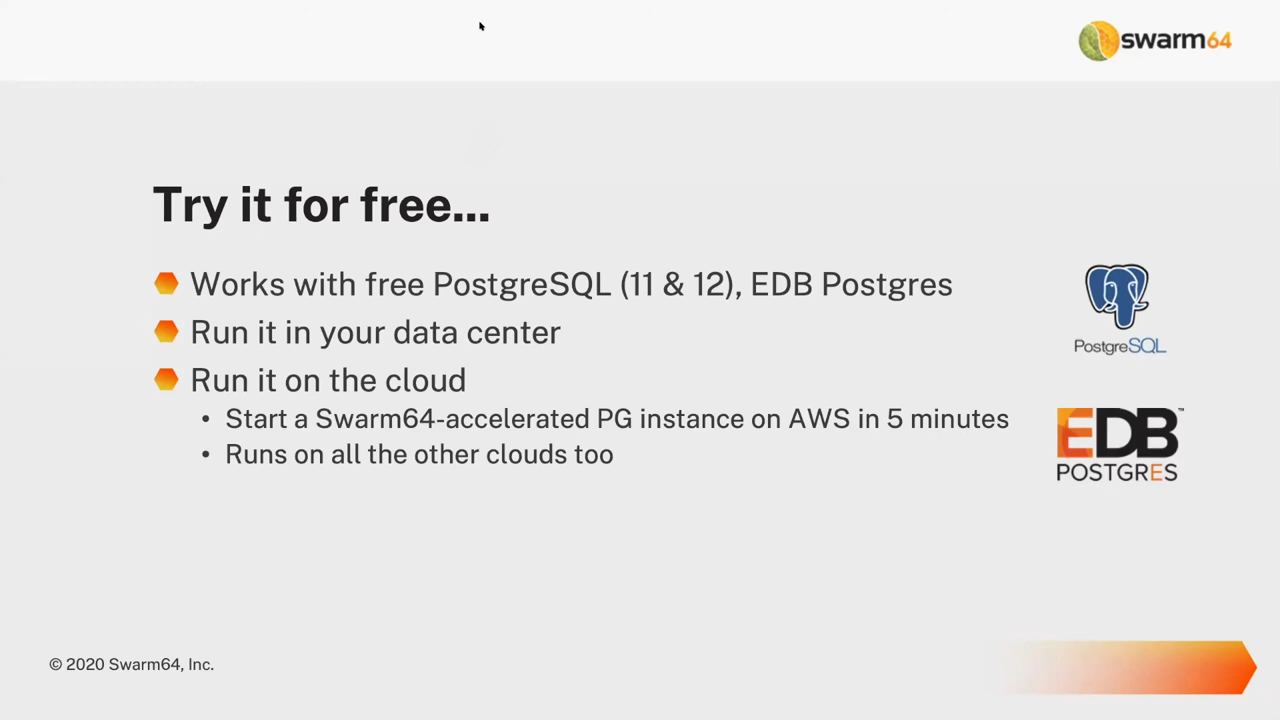 swarm64
Try it for free...
Works with free PostgreSQL (11 & 12), EDB Postgres
Run it in your data center
Run it on the cloud
• Start a Swarm64-accelerated PG instance on AWS in 5 minutes
• Runs on all the other clouds too
PostgreSQL
EDB™
POSTGRES
© 2020 Swarm64, Inc.